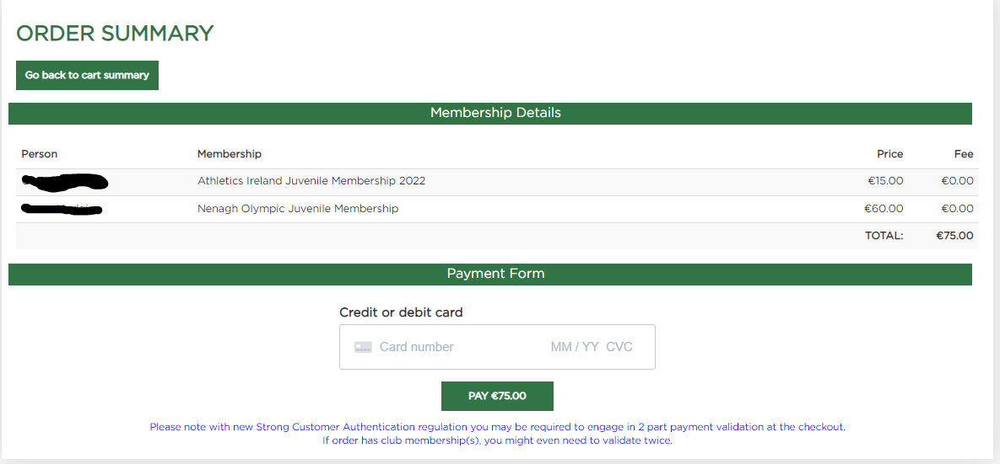 ORDER SUMMARY
Go back to cart summary
Membership Details
Person Membership Price Fee
Athletics Ireland Juvenile Membership 2022 €15.00 €0.00
Nenagh Olympic Juvenile Membership €60.00 €0.00
TOTAL: €75.00
Payment Form
Credit or debit card
Card number MM / YY CVC
PAY €75.00
Please note with new Strong Customer Authentication regulation you may be required to engage in 2 part payment validation at the checkout.
If order has club membership(s), you might even need to validate twice.